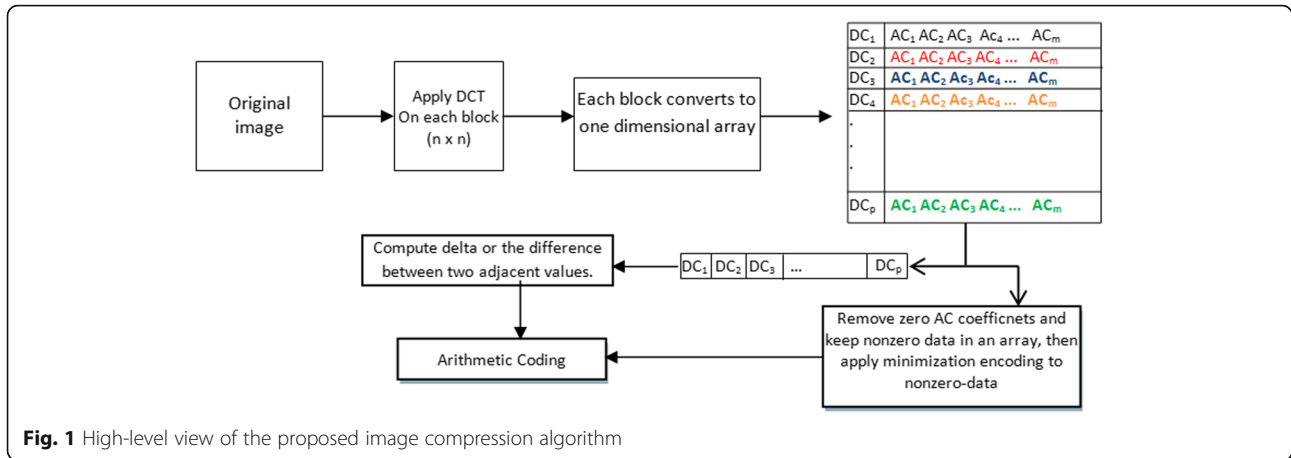 Original
image
Apply DCT
On each block
(n x n)
Each block converts to
one dimensional array
DC₁ AC₁ AC₂ AC₃ Ac₄ ... ACₘ
DC₂ AC₁ AC₂ AC₃ AC₄ ... ACₘ
DC₃ AC₁ AC₂ Ac₃ Ac₄ ... ACₘ
DC₄ AC₁ AC₂ Ac₃ Ac₄ ... ACₘ
.
.
.
DCₚ AC₁ AC₂ AC₃ AC₄ ... ACₘ
Compute delta or the difference
between two adjacent values.
DC₁ DC₂ DC₃ ... DCₚ
Remove zero AC coefficnets and
keep nonzero data in an array, then
apply minimization encoding to
nonzero-data
Arithmetic Coding
Fig. 1 High-level view of the proposed image compression algorithm